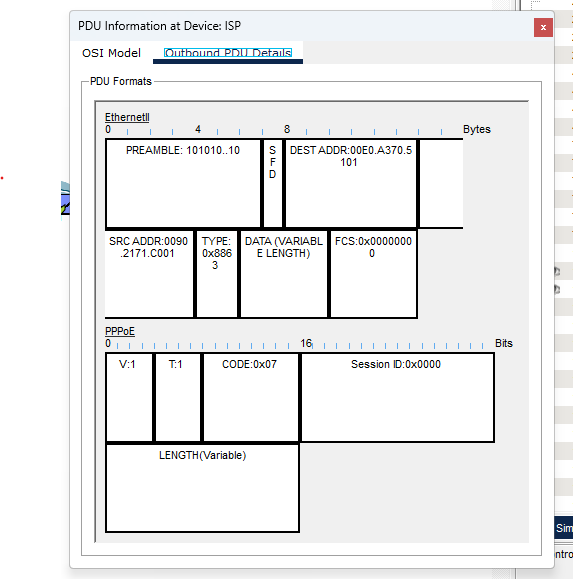 PDU Information at Device: ISP
x
OSI Model Outbound PDU Details
PDU Formats
EthernetII
0 4 8 Bytes
PREAMBLE: 101010..10
S
F
D
DEST ADDR:00E0.A370.5
101
SRC ADDR:0090
.2171.C001
TYPE:
0x886
3
DATA (VARIABL
E LENGTH)
FCS:0x0000000
0
PPPoE
0 16 Bits
V:1 T:1 CODE:0x07 Session ID:0x0000
LENGTH(Variable)
Sim
ntro